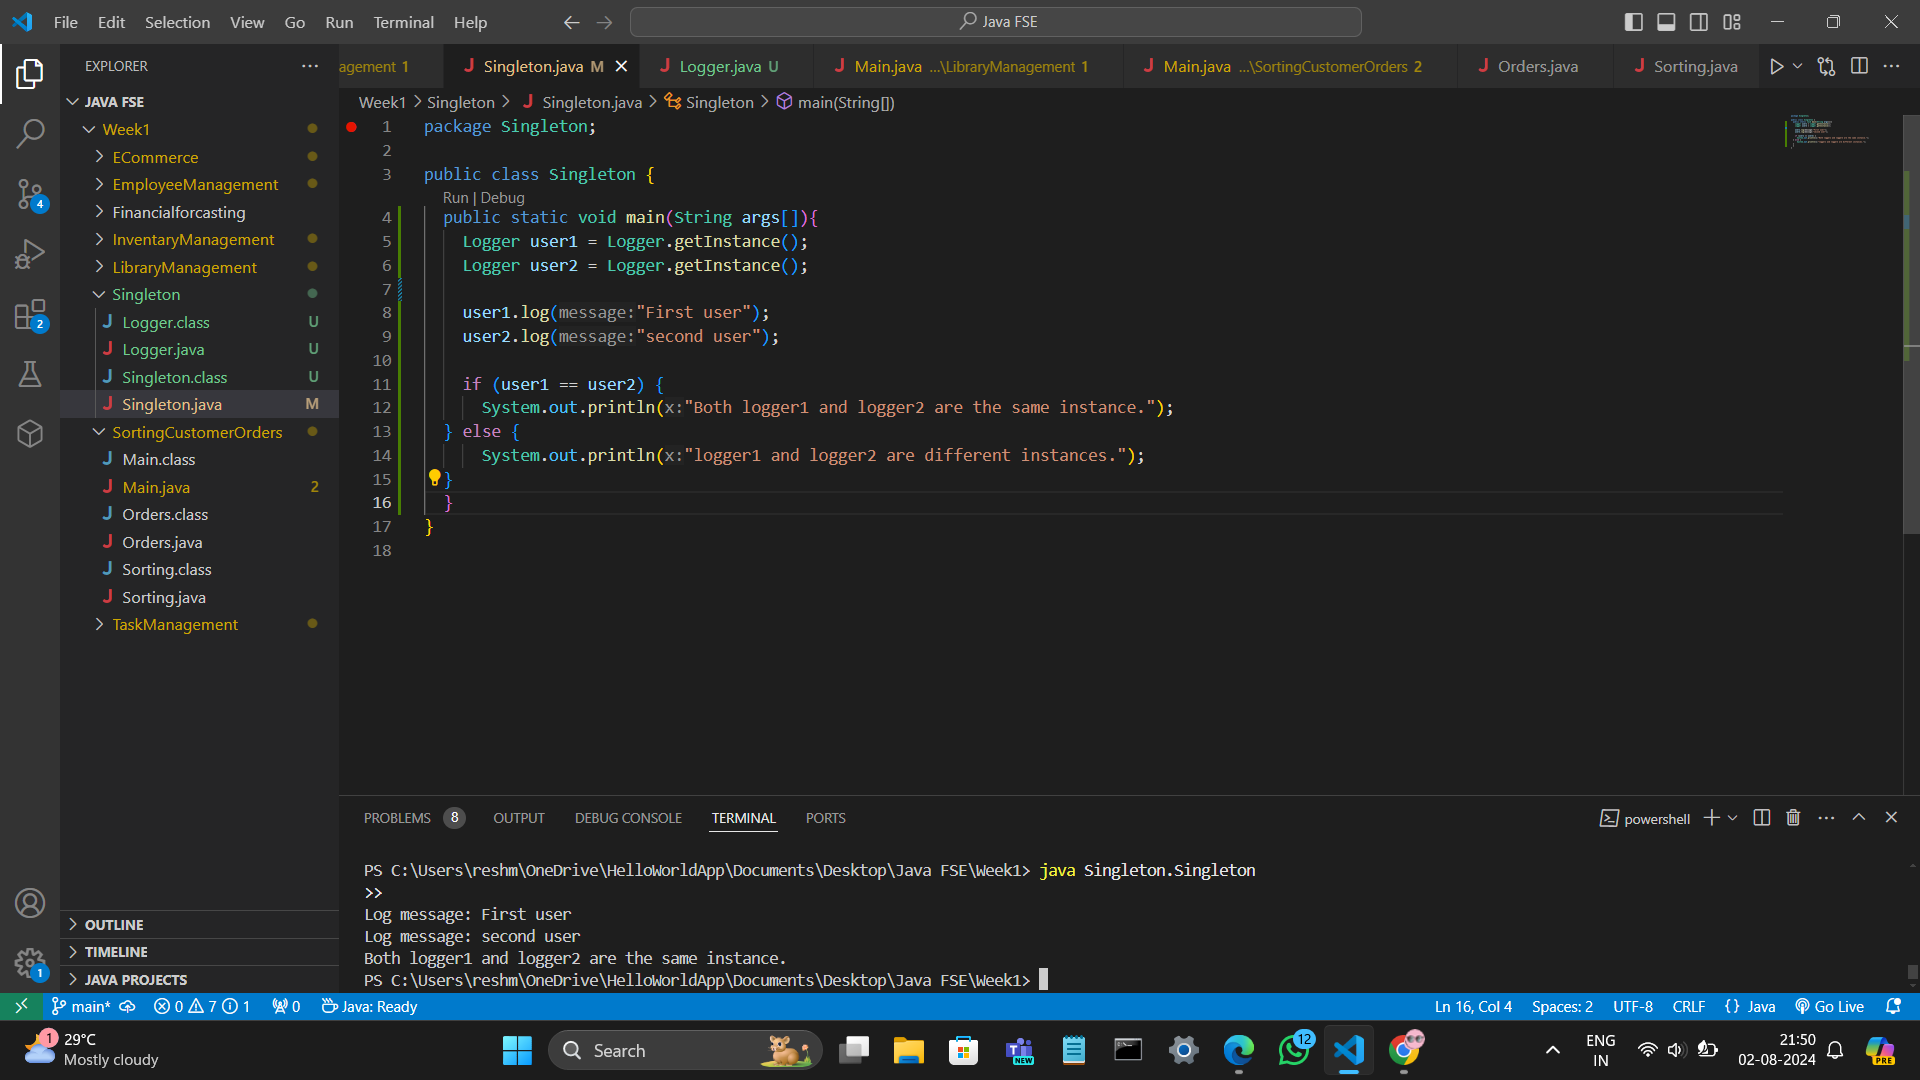 File Edit Selection View Go Run Terminal Help
Java FSE
EXPLORER
JAVA FSE
Week1
ECommerce
EmployeeManagement
Financialforcasting
InventaryManagement
LibraryManagement
Singleton
Logger.class U
Logger.java U
Singleton.class U
Singleton.java M
SortingCustomerOrders
Main.class
Main.java 2
Orders.class
Orders.java
Sorting.class
Sorting.java
TaskManagement
OUTLINE
TIMELINE
JAVA PROJECTS
4
2
1
agement 1 Singleton.java M Logger.java U Main.java ...\LibraryManagement 1 Main.java ...\SortingCustomerOrders 2 Orders.java Sorting.java
Week1 > Singleton > Singleton.java > Singleton > main(String[])
1 package Singleton;
2
3 public class Singleton {
Run | Debug
4 public static void main(String args[]){
5 Logger user1 = Logger.getInstance();
6 Logger user2 = Logger.getInstance();
7
8 user1.log(message:"First user");
9 user2.log(message:"second user");
10
11 if (user1 == user2) {
12 System.out.println(x:"Both logger1 and logger2 are the same instance.");
13 } else {
14 System.out.println(x:"logger1 and logger2 are different instances.");
15 }
16 }
17 }
18
PROBLEMS 8 OUTPUT DEBUG CONSOLE TERMINAL PORTS
powershell
PS C:\Users\reshm\OneDrive\HelloWorldApp\Documents\Desktop\Java FSE\Week1> java Singleton.Singleton
>>
Log message: First user
Log message: second user
Both logger1 and logger2 are the same instance.
PS C:\Users\reshm\OneDrive\HelloWorldApp\Documents\Desktop\Java FSE\Week1>
main* 0 7 1 0 Java: Ready
Ln 16, Col 4 Spaces: 2 UTF-8 CRLF {} Java Go Live
1
29°C
Mostly cloudy
Search
NEW
12
ENG
IN
21:50
02-08-2024
PRE